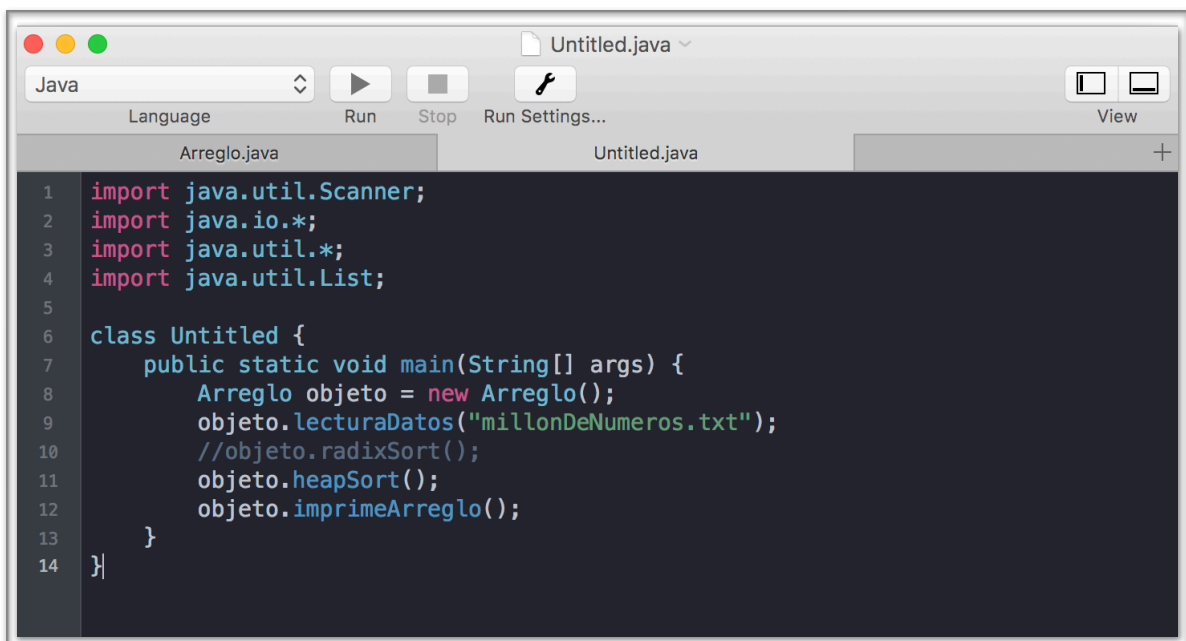 Untitled.java
Java
Language Run Stop Run Settings... View
Arreglo.java Untitled.java +
1 import java.util.Scanner;
2 import java.io.*;
3 import java.util.*;
4 import java.util.List;
5
6 class Untitled {
7     public static void main(String[] args) {
8         Arreglo objeto = new Arreglo();
9         objeto.lecturaDatos("millonDeNumeros.txt");
10         //objeto.radixSort();
11         objeto.heapSort();
12         objeto.imprimeArreglo();
13     }
14 }